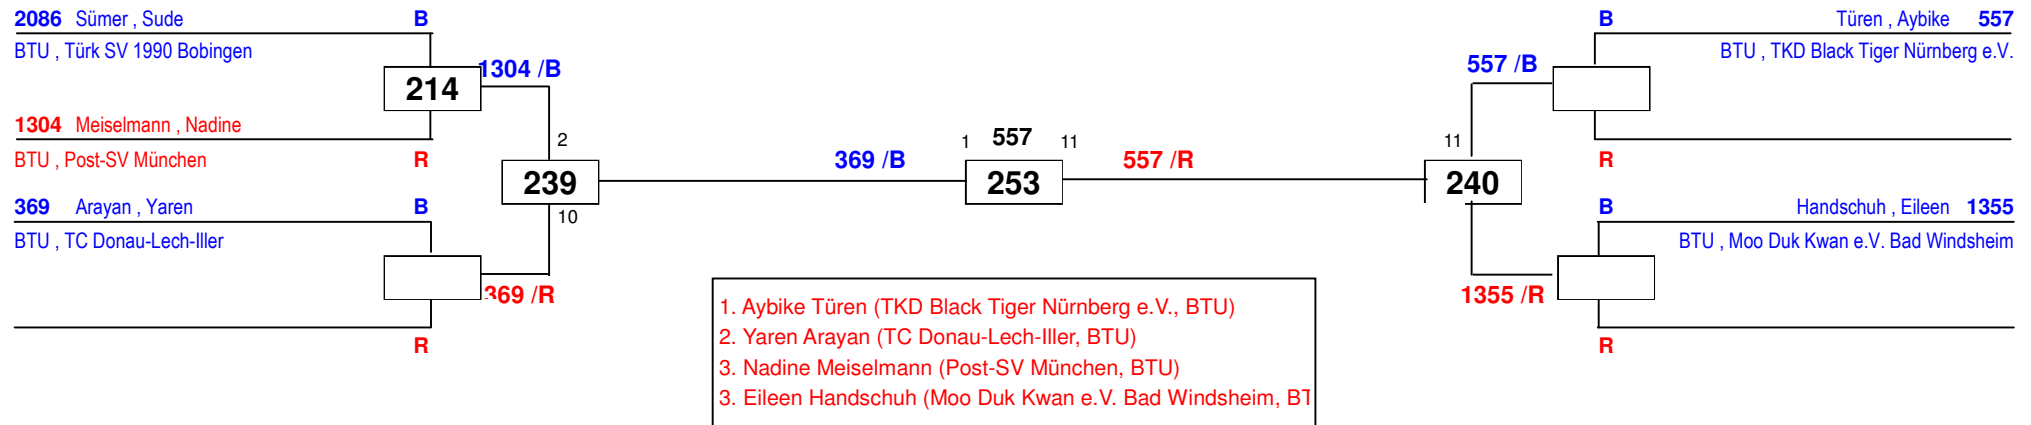 2086 Sümer , Sude B
BTU , Türk SV 1990 Bobingen
214
1304 /B
1304 Meiselmann , Nadine
BTU , Post-SV München R
2
239
10
369 Arayan , Yaren B
BTU , TC Donau-Lech-Iller
369 /R
R
369 /B
1 557 11
253
557 /R
B Türen , Aybike 557
BTU , TKD Black Tiger Nürnberg e.V.
557 /B
11
R
240
B Handschuh , Eileen 1355
BTU , Moo Duk Kwan e.V. Bad Windsheim
1355 /R
R
1. Aybike Türen (TKD Black Tiger Nürnberg e.V., BTU)
2. Yaren Arayan (TC Donau-Lech-Iller, BTU)
3. Nadine Meiselmann (Post-SV München, BTU)
3. Eileen Handschuh (Moo Duk Kwan e.V. Bad Windsheim, BT